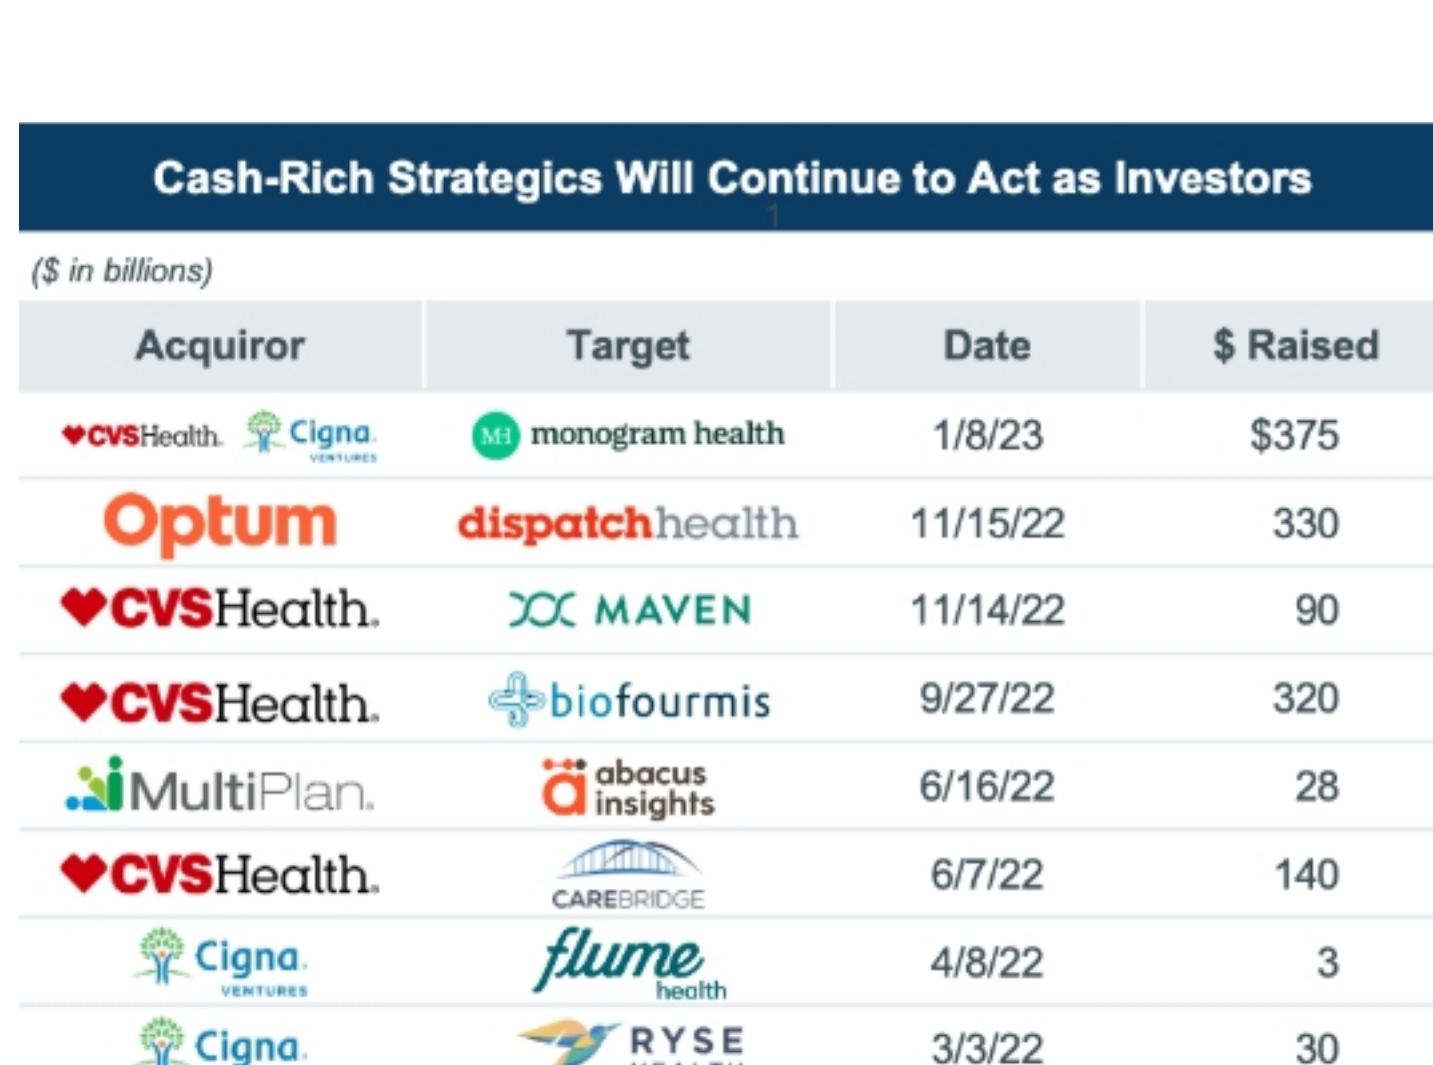 Cash-Rich Strategics Will Continue to Act as Investors
1
($ in billions)
Acquiror Target Date $ Raised
CVSHealth. Cigna. VENTURES MH monogram health 1/8/23 $375
Optum dispatchhealth 11/15/22 330
CVSHealth. MAVEN 11/14/22 90
CVSHealth. biofourmis 9/27/22 320
MultiPlan. abacus insights 6/16/22 28
CVSHealth. CAREBRIDGE 6/7/22 140
Cigna. VENTURES flume health 4/8/22 3
Cigna. RYSE 3/3/22 30